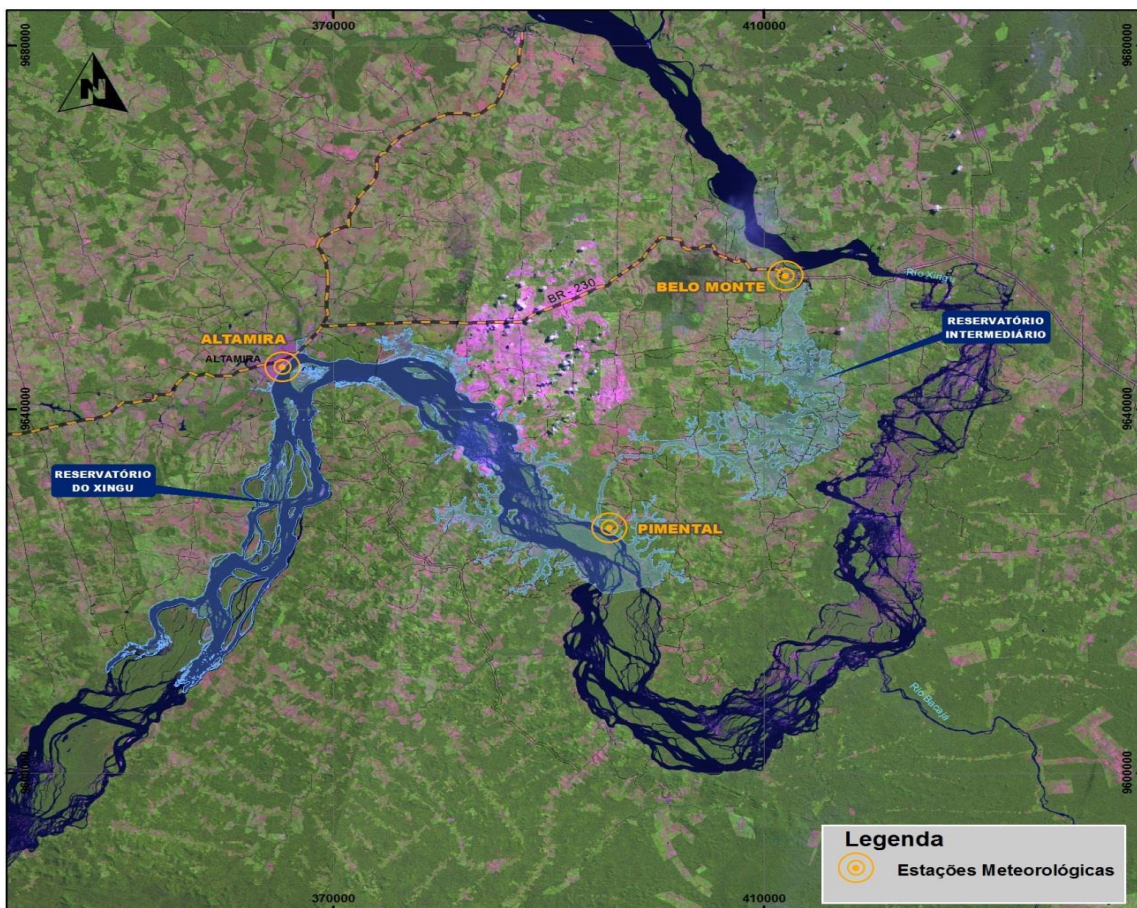 370000
410000
9680000
9680000
N
BR - 230
BELO MONTE
Rio Xingu
RESERVATÓRIO
INTERMEDIÁRIO
ALTAMIRA
ALTAMIRA
9640000
9640000
RESERVATÓRIO
DO XINGU
PIMENTAL
Rio Bacajá
9600000
9600000
Legenda
Estações Meteorológicas
370000
410000